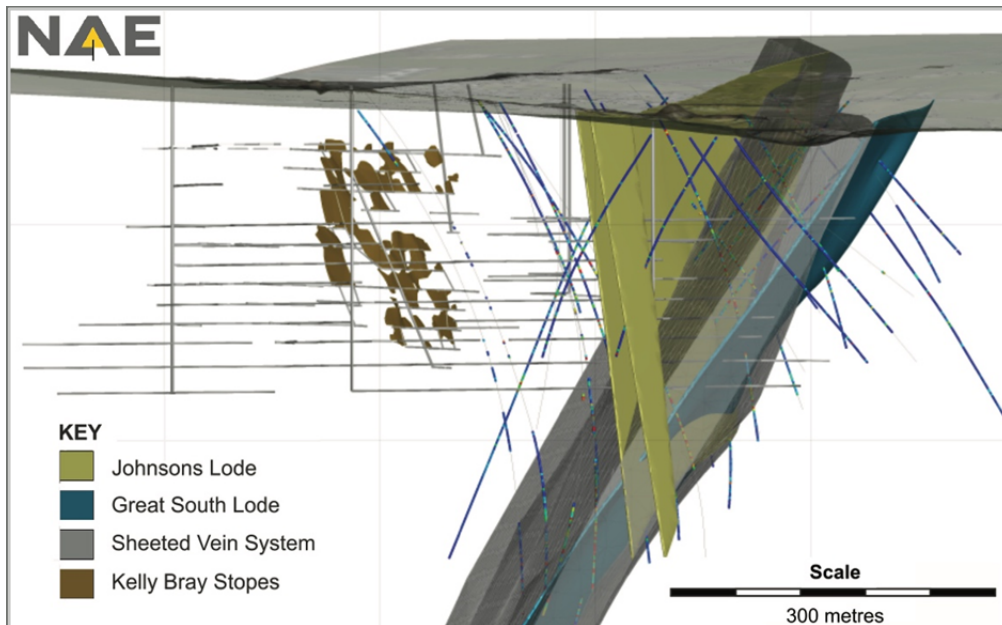 NAE
KEY
Johnsons Lode
Great South Lode
Sheeted Vein System
Kelly Bray Stopes
Scale
300 metres